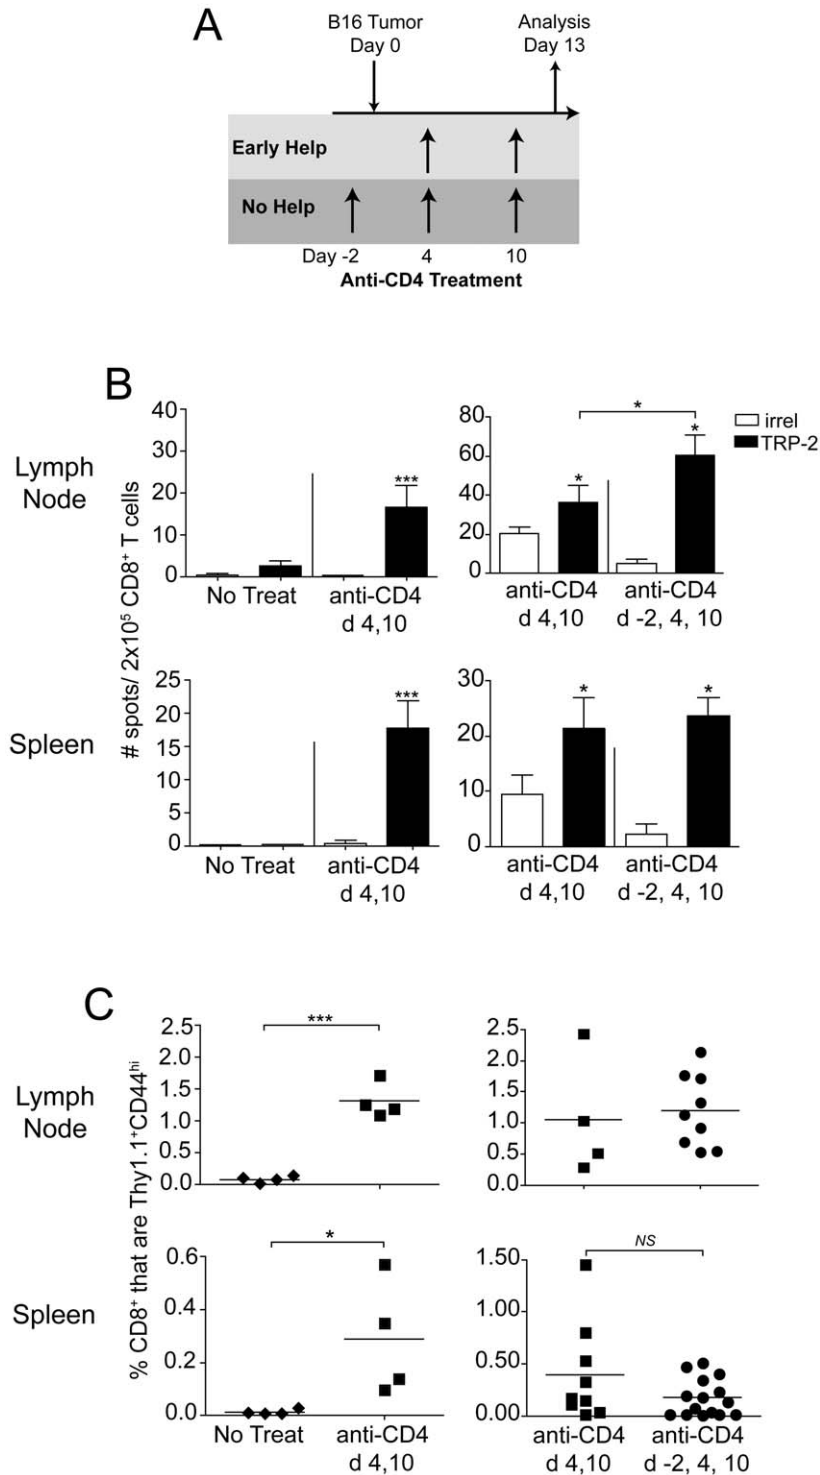 A
B16 Tumor
Day 0
Analysis
Day 13
Early Help
No Help
Day -2 4 10
Anti-CD4 Treatment
B
Lymph
Node
Spleen
# spots/ 2x10⁵ CD8⁺ T cells
40
30
20
10
0
***
No Treat
anti-CD4
d 4,10
80
60
40
20
0
*
*
*
anti-CD4
d 4,10
anti-CD4
d -2, 4, 10
irrel
TRP-2
25
20
15
10
5
0
***
No Treat
anti-CD4
d 4,10
30
20
10
0
*
*
anti-CD4
d 4,10
anti-CD4
d -2, 4, 10
C
Lymph
Node
Spleen
% CD8⁺ that are Thy1.1⁺CD44ʰⁱ
2.5
2.0
1.5
1.0
0.5
0.0
***
2.5
2.0
1.5
1.0
0.5
0.0
0.6
0.4
0.2
0.0
*
No Treat
anti-CD4
d 4,10
1.50
1.00
0.50
0.00
NS
anti-CD4
d 4,10
anti-CD4
d -2, 4, 10